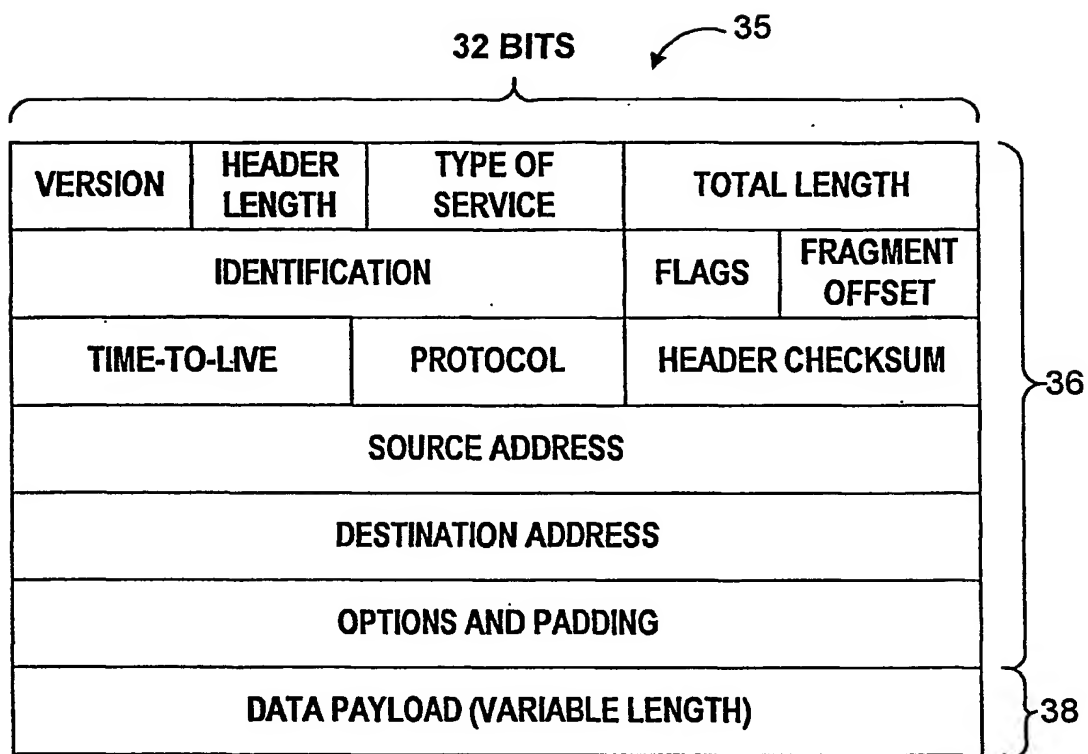 35
32 BITS
VERSION
HEADER
LENGTH
TYPE OF
SERVICE
TOTAL LENGTH
IDENTIFICATION
FLAGS
FRAGMENT
OFFSET
TIME-TO-LIVE
PROTOCOL
HEADER CHECKSUM
36
SOURCE ADDRESS
DESTINATION ADDRESS
OPTIONS AND PADDING
DATA PAYLOAD (VARIABLE LENGTH)
38